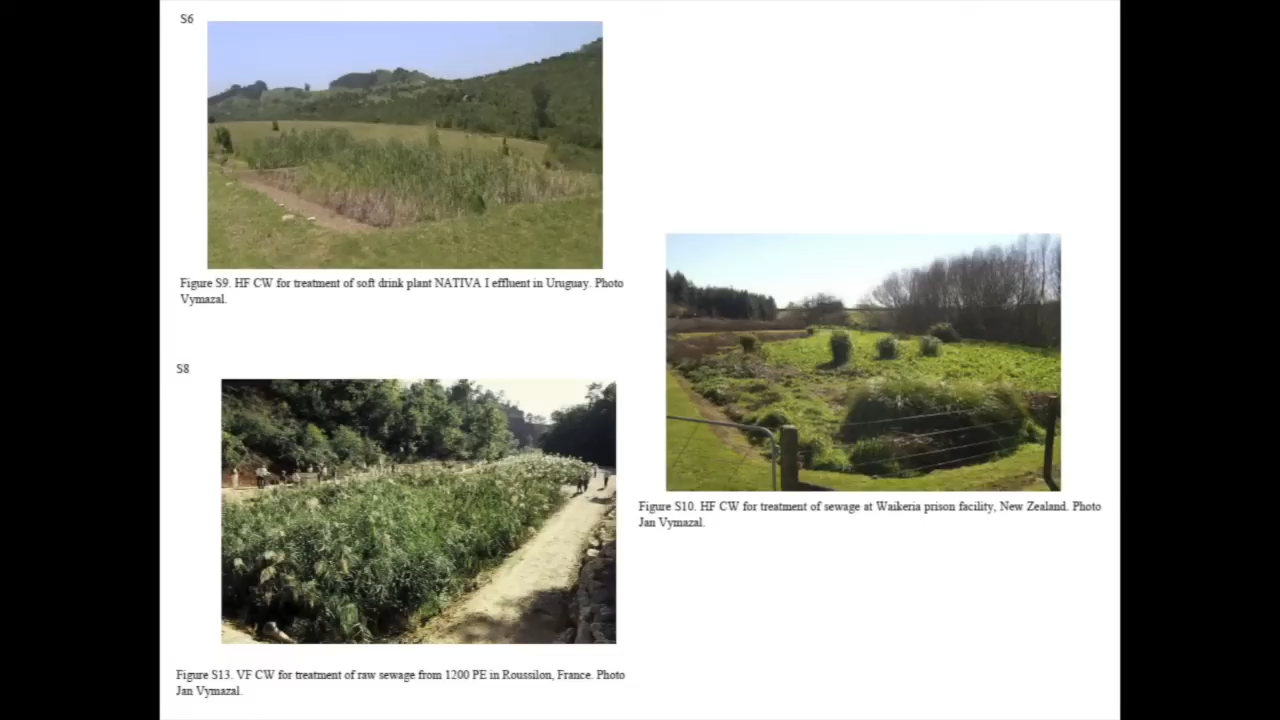 S6
Figure S9. HF CW for treatment of soft drink plant NATIVA I effluent in Uruguay. Photo
Vymazal.
S8
Figure S13. VF CW for treatment of raw sewage from 1200 PE in Roussilon, France. Photo
Jan Vymazal.
Figure S10. HF CW for treatment of sewage at Waikeria prison facility, New Zealand. Photo
Jan Vymazal.